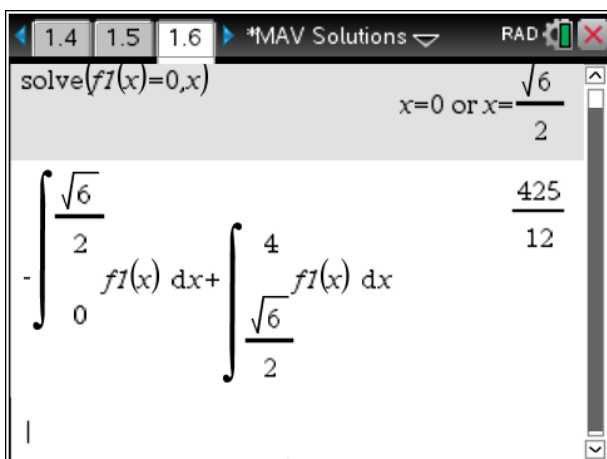 1.4 1.5 1.6 *MAV Solutions RAD
solve(f1(x)=0,x)
x=0 or x=√6/2
-∫₀^(√6/2) f1(x) dx+∫_(√6/2)^4 f1(x) dx
425/12